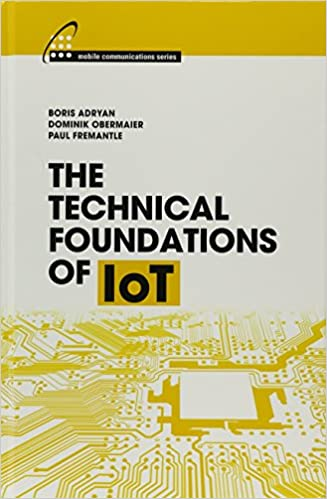 mobile communications series
BORIS ADRYAN
DOMINIK OBERMAIER
PAUL FREMANTLE
THE
TECHNICAL
FOUNDATIONS
OF IoT